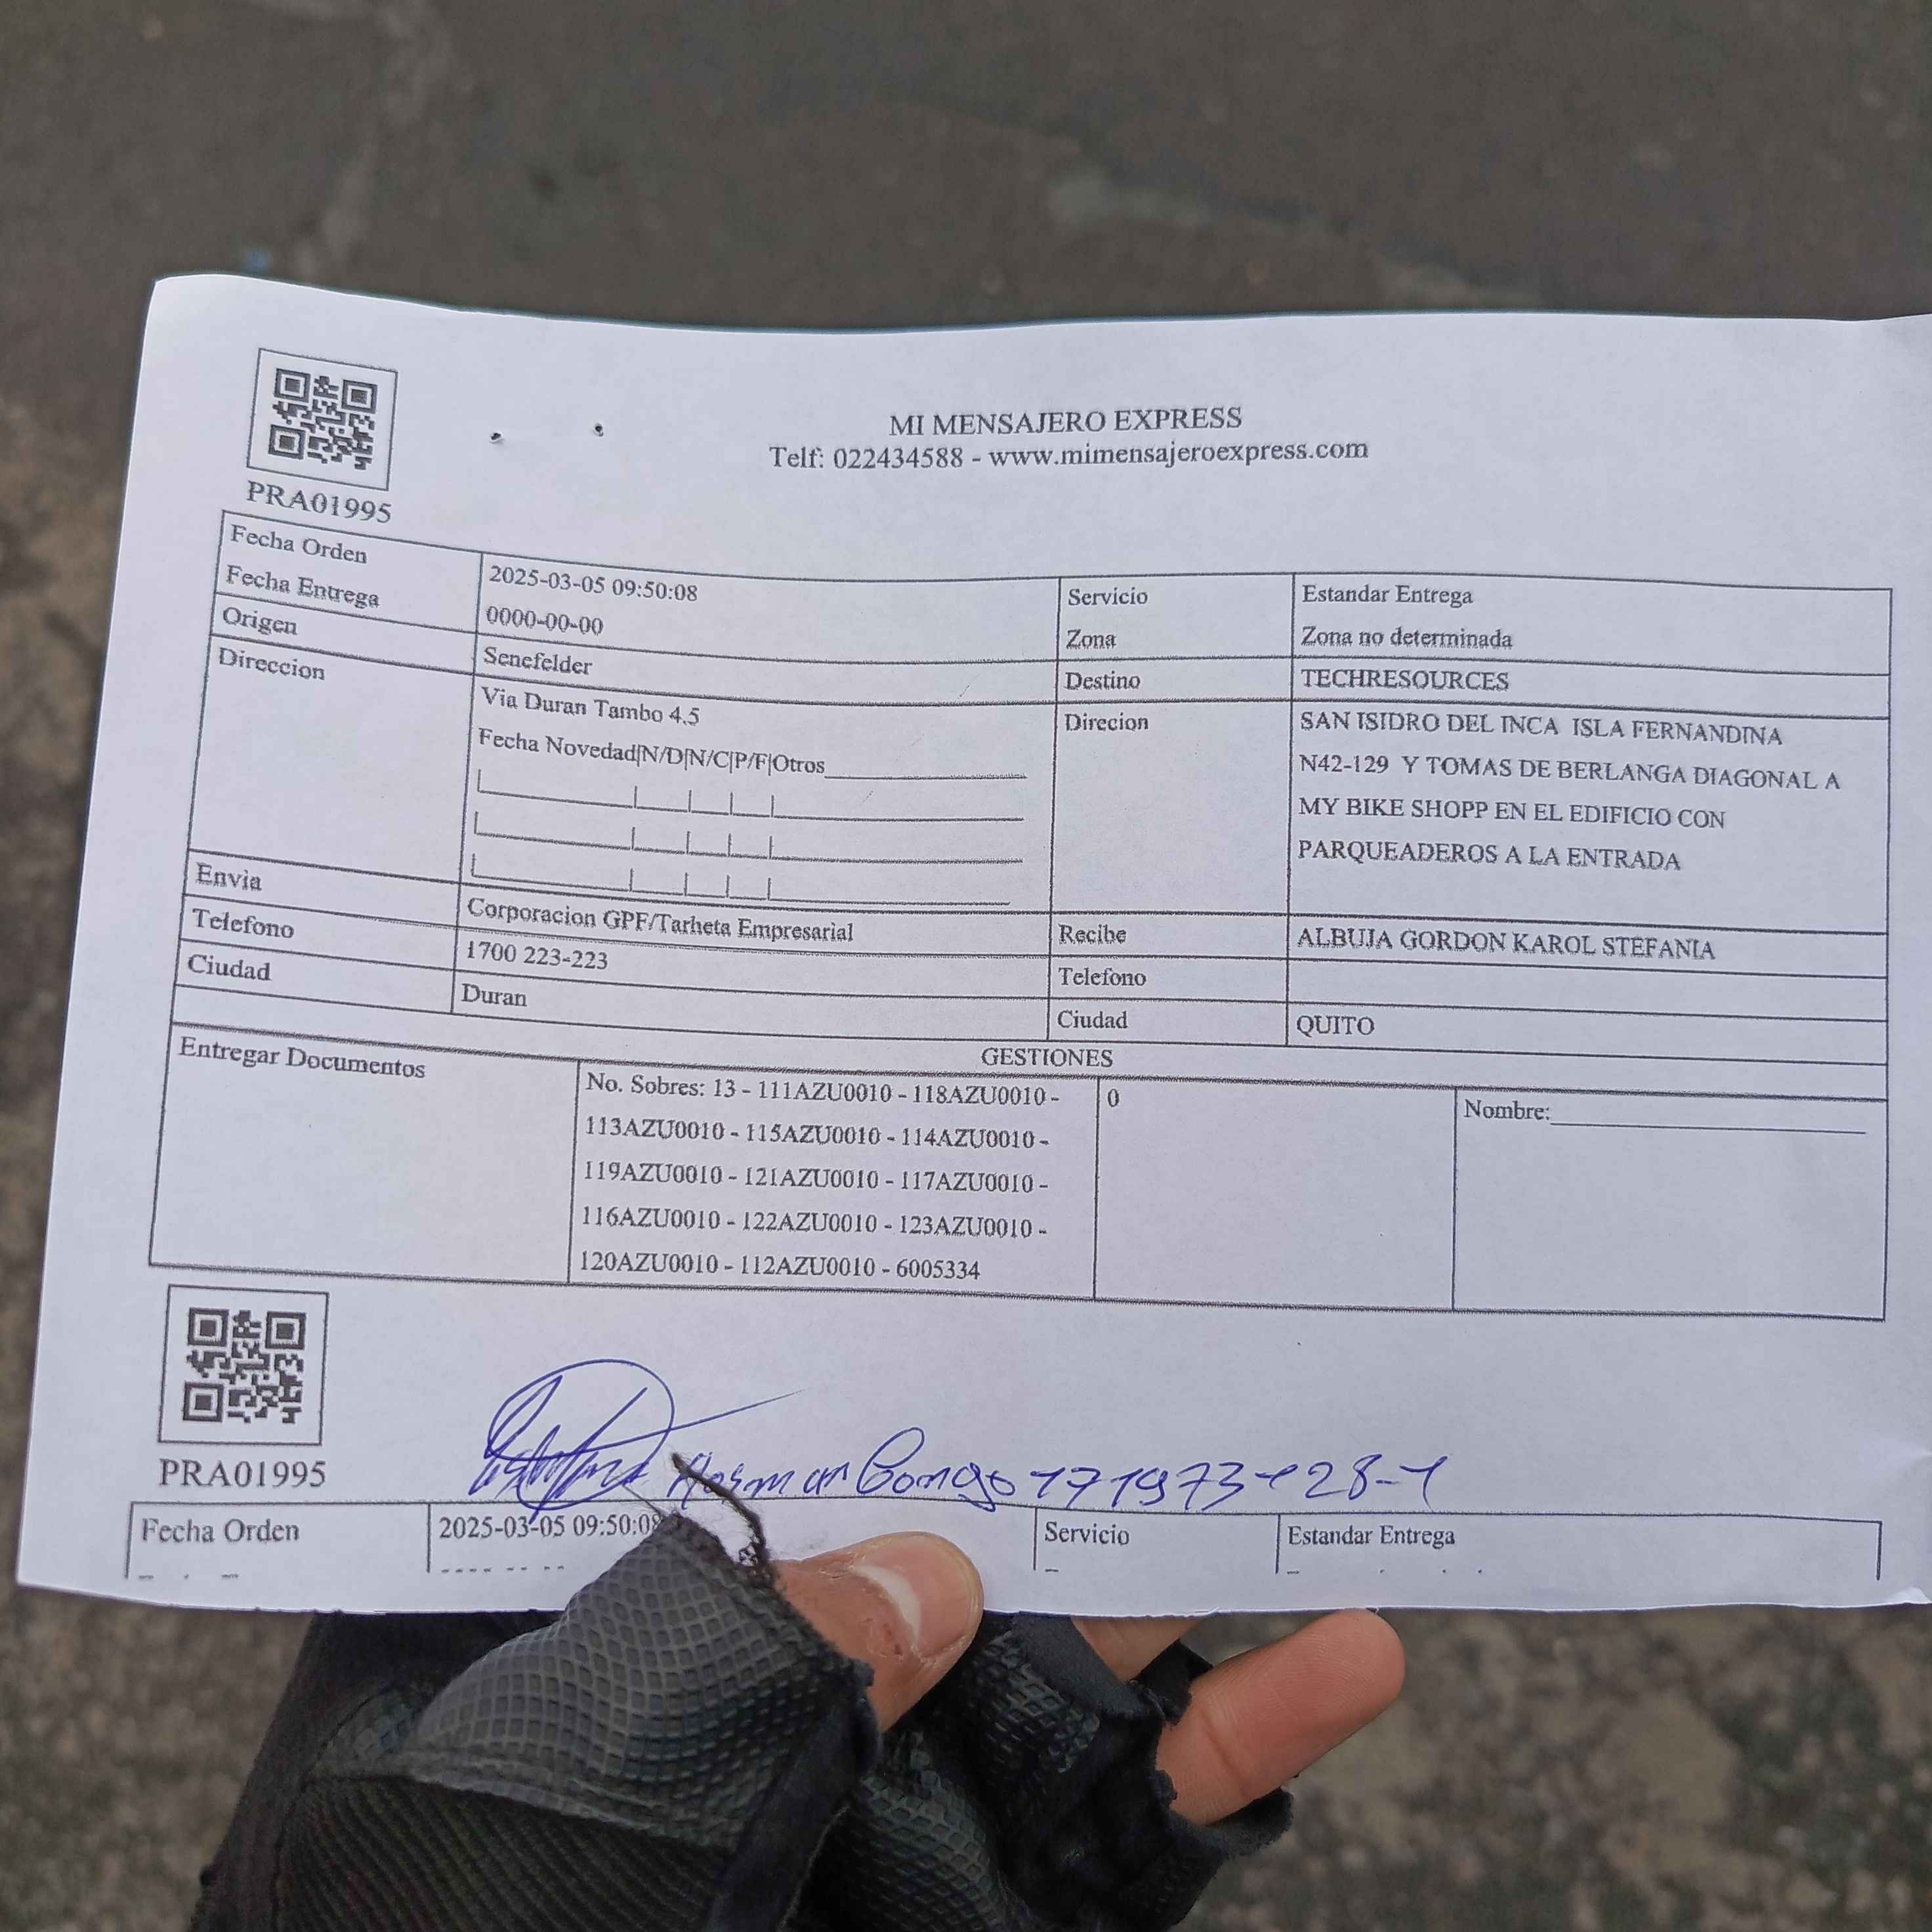 MI MENSAJERO EXPRESS
Telf: 022434588 - www.mimensajeroexpress.com
PRA01995
Fecha Orden 2025-03-05 09:50:08 Servicio Estandar Entrega
Fecha Entrega 0000-00-00 Zona Zona no determinada
Origen Senefelder Destino TECHRESOURCES
Direccion Via Duran Tambo 4.5 Direcion SAN ISIDRO DEL INCA ISLA FERNANDINA
Fecha Novedad|N/D|N/C|P/F|Otros N42-129 Y TOMAS DE BERLANGA DIAGONAL A
MY BIKE SHOPP EN EL EDIFICIO CON
PARQUEADEROS A LA ENTRADA
Envia Corporacion GPF/Tarheta Empresarial Recibe ALBUJA GORDON KAROL STEFANIA
Telefono 1700 223-223 Telefono
Ciudad Duran Ciudad QUITO
GESTIONES
Entregar Documentos No. Sobres: 13 - 111AZU0010 - 118AZU0010 - 0 Nombre:
113AZU0010 - 115AZU0010 - 114AZU0010 -
119AZU0010 - 121AZU0010 - 117AZU0010 -
116AZU0010 - 122AZU0010 - 123AZU0010 -
120AZU0010 - 112AZU0010 - 6005334
PRA01995
Fecha Orden 2025-03-05 09:50:08 Servicio Estandar Entrega